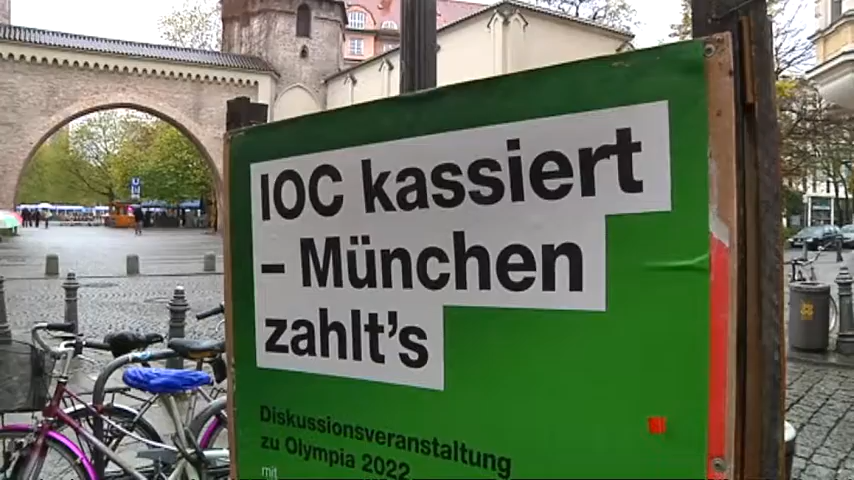 IOC kassiert
– München
zahlt's
Diskussionsveranstaltung
zu Olympia 2022
mit